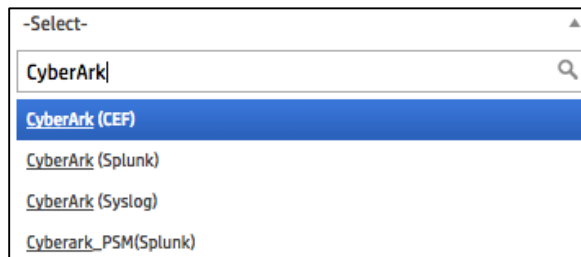 -Select-
CyberArk
CyberArk (CEF)
CyberArk (Splunk)
CyberArk (Syslog)
Cyberark_PSM(Splunk)